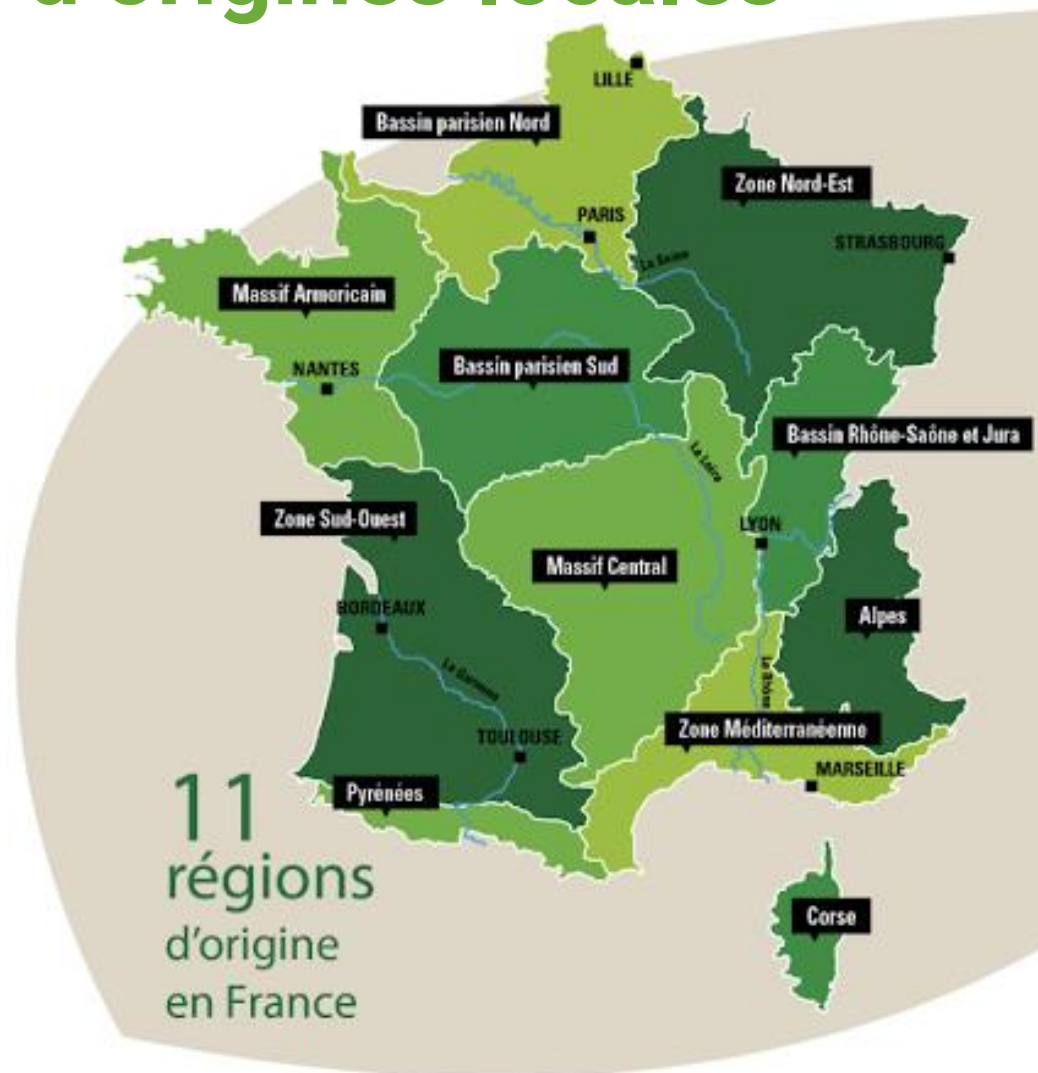 d'origines locales
LILLE
Bassin parisien Nord
Zone Nord-Est
PARIS
STRASBOURG
La Seine
Massif Armoricain
Bassin parisien Sud
NANTES
Bassin Rhône-Saône et Jura
La Loire
Zone Sud-Ouest
LYON
Massif Central
BORDEAUX
Alpes
La Garonne
Le Rhône
Zone Méditerranéenne
TOULOUSE
MARSEILLE
Pyrénées
11
régions
d'origine
en France
Corse